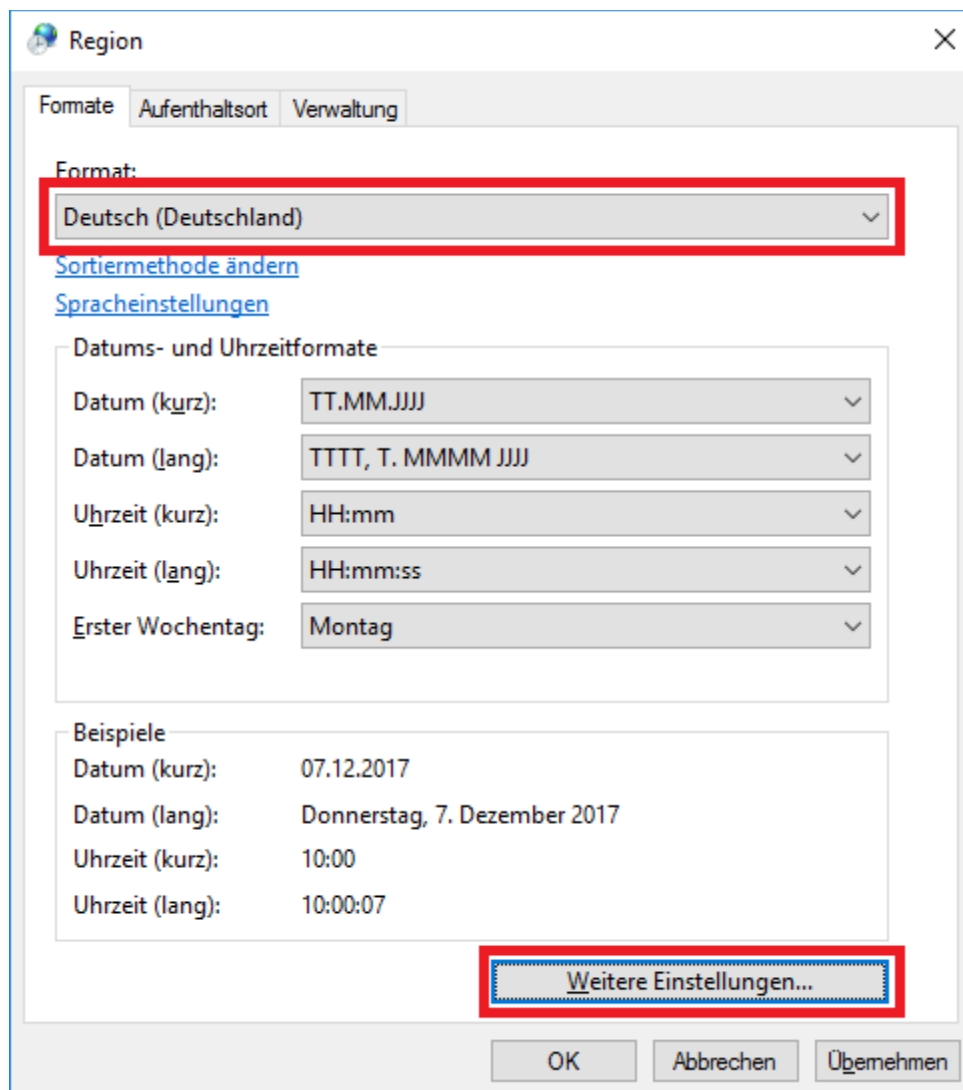 Region
Formate Aufenthaltsort Verwaltung
Format:
Deutsch (Deutschland)
Sortiermethode ändern
Spracheinstellungen
Datums- und Uhrzeitformate
Datum (kurz): TT.MM.JJJJ
Datum (lang): TTTT, T. MMMM JJJJ
Uhrzeit (kurz): HH:mm
Uhrzeit (lang): HH:mm:ss
Erster Wochentag: Montag
Beispiele
Datum (kurz): 07.12.2017
Datum (lang): Donnerstag, 7. Dezember 2017
Uhrzeit (kurz): 10:00
Uhrzeit (lang): 10:00:07
Weitere Einstellungen...
OK Abbrechen Übernehmen